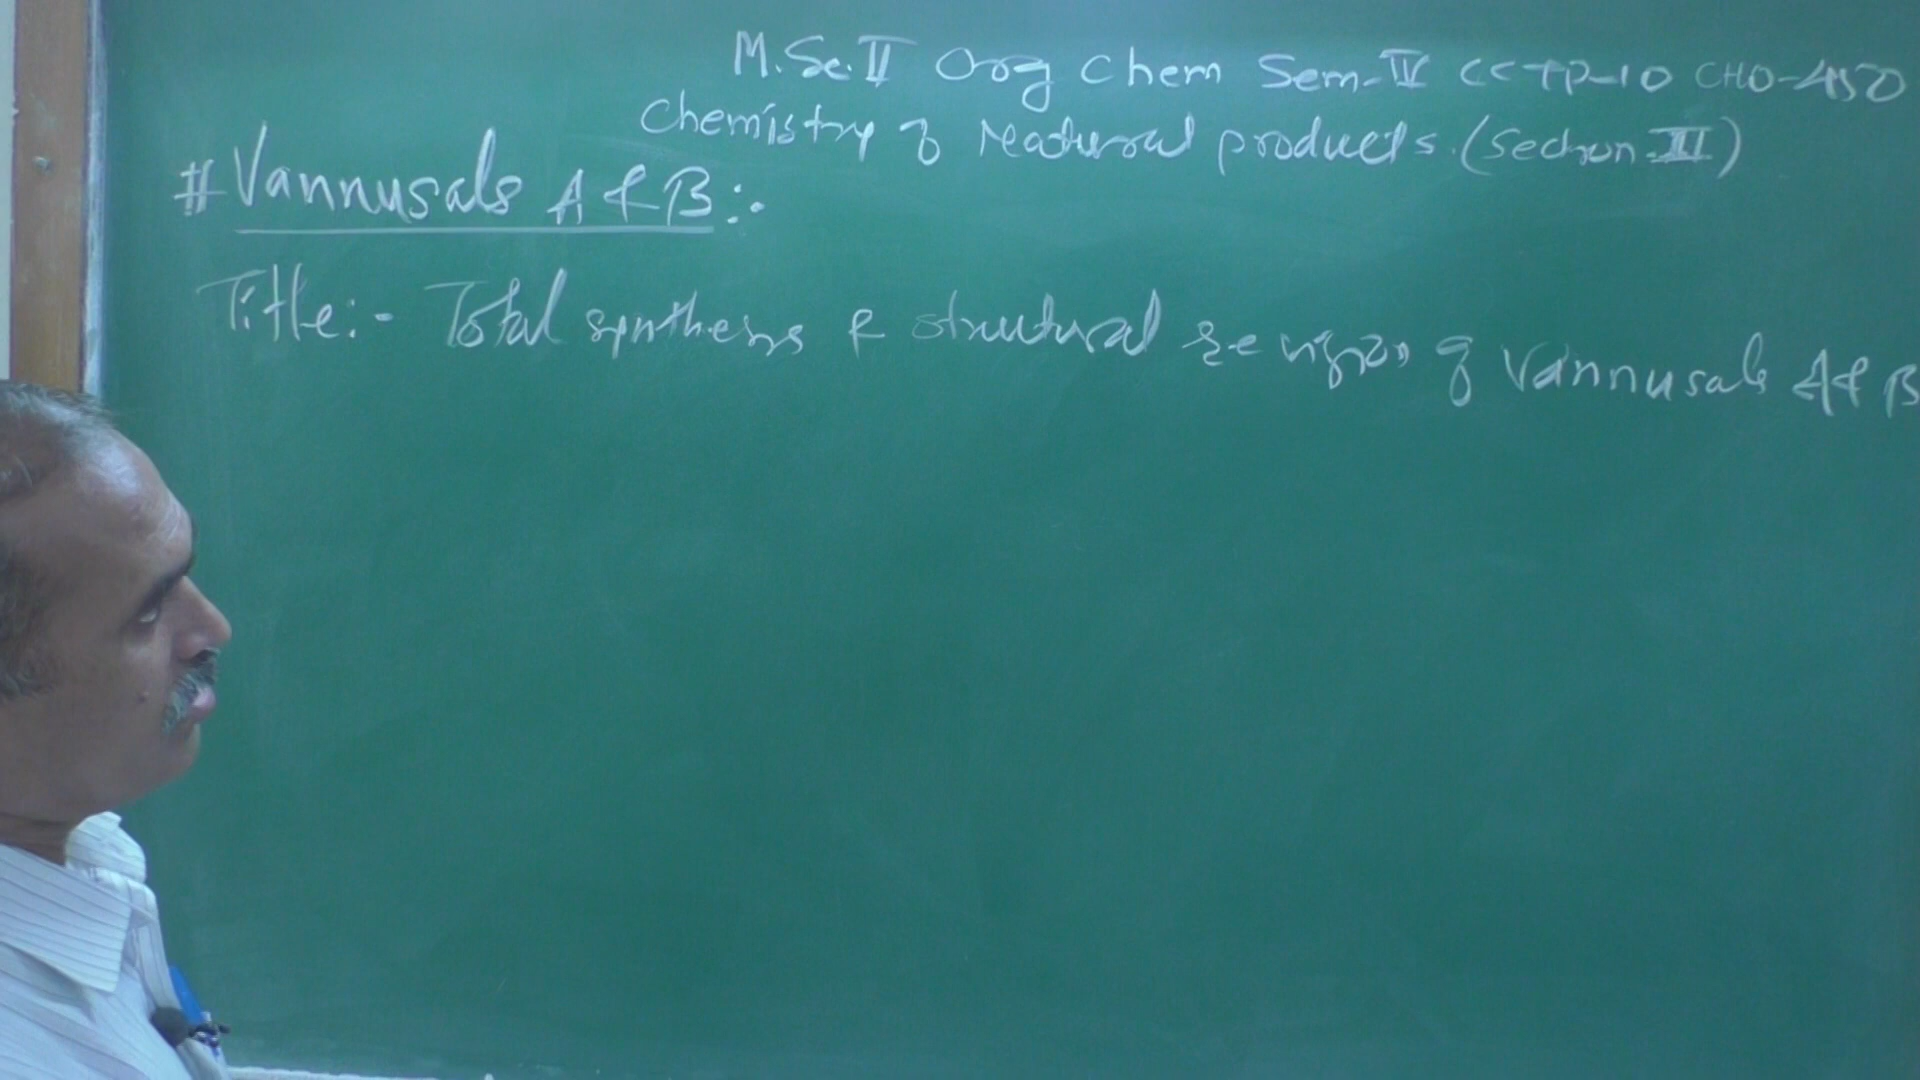 M.Sc.II Org Chem Sem-IV CCTP-10 CHO-450
Chemistry of Natural products.(Section-II)
# Vannusals A & B:-
Title:- Total synthesis & structural revision of Vannusals A & B